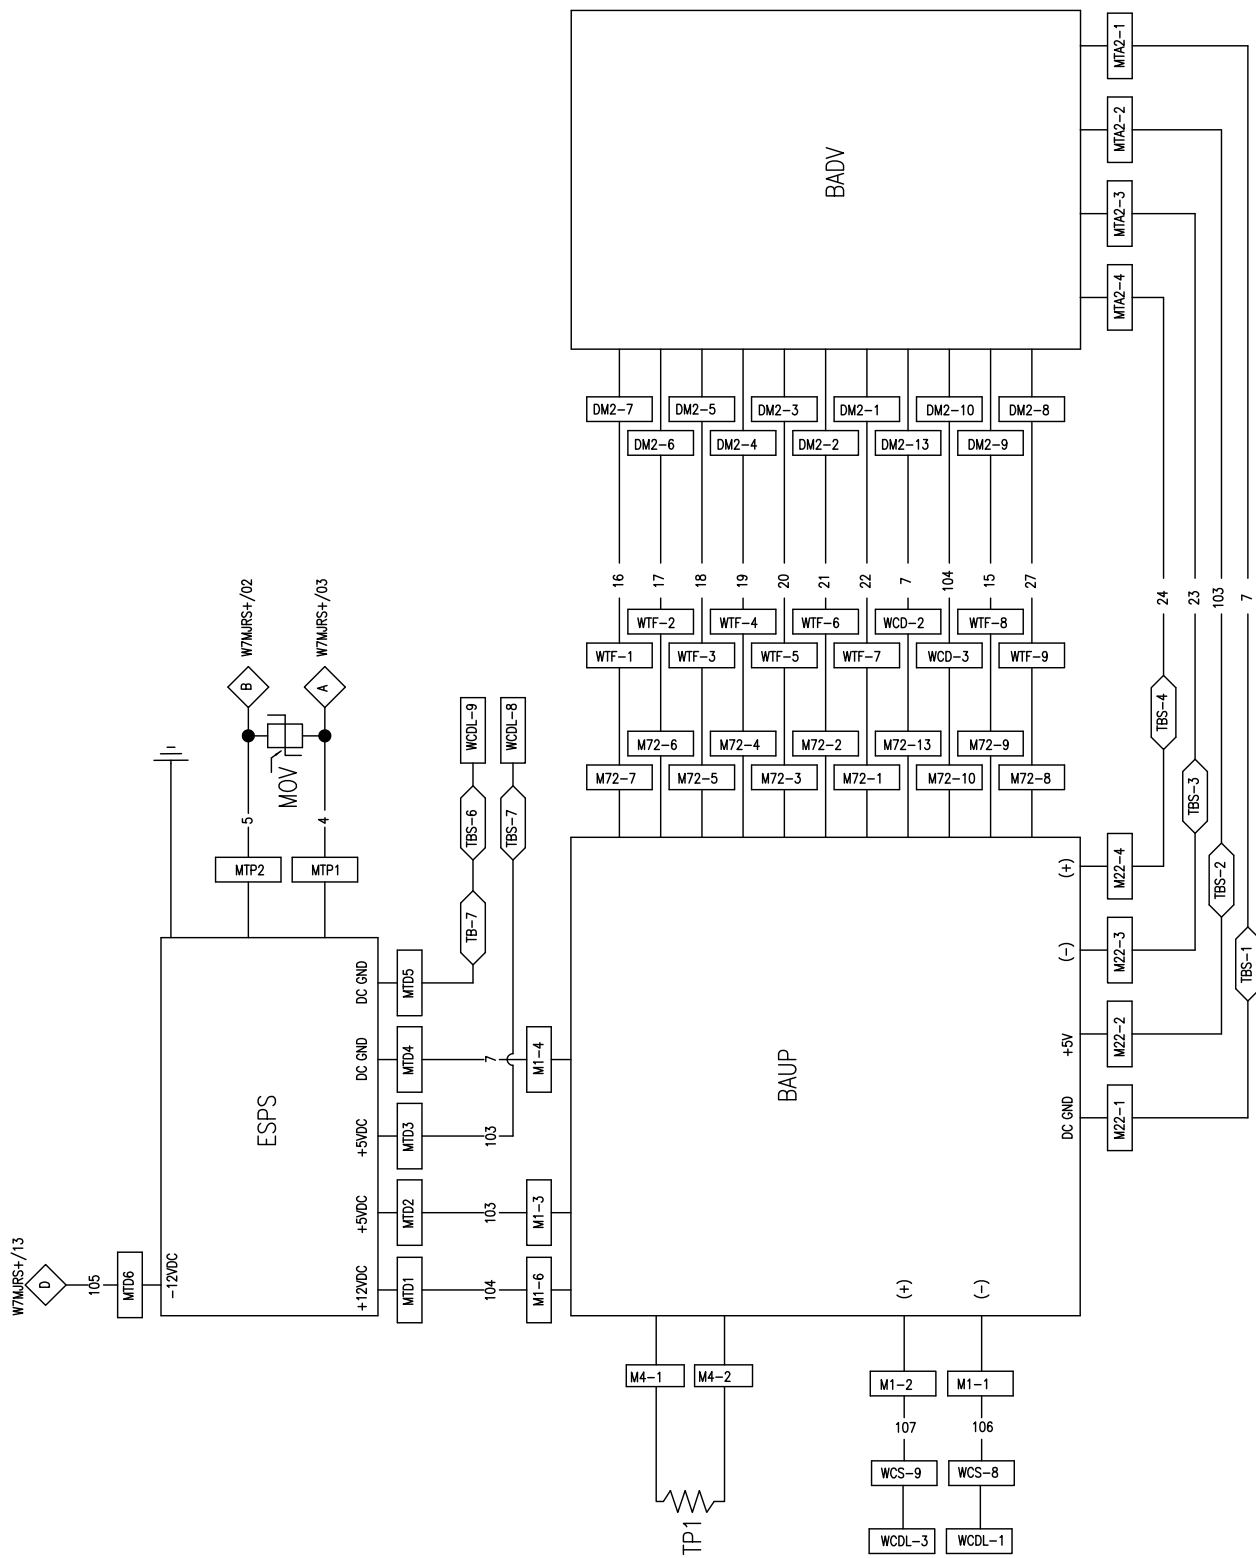 BADV
MTA2-1
MTA2-2
MTA2-3
MTA2-4
DM2-7
DM2-5
DM2-3
DM2-1
DM2-10
DM2-8
DM2-6
DM2-4
DM2-2
DM2-13
DM2-9
16
17
18
19
20
21
22
7
104
15
27
24
23
103
7
WTF-2
WTF-4
WTF-6
WCD-2
WTF-8
WTF-1
WTF-3
WTF-5
WTF-7
WCD-3
WTF-9
M72-6
M72-4
M72-2
M72-13
M72-9
M72-7
M72-5
M72-3
M72-1
M72-10
M72-8
TBS-4
TBS-3
TBS-2
TBS-1
W7MJRS+/02
W7MJRS+/03
B
A
MOV
5
4
MTP2
MTP1
WCDL-9
WCDL-8
TBS-6
TBS-7
TB-7
ESPS
DC GND
DC GND
+5VDC
+5VDC
+12VDC
-12VDC
MTD5
MTD4
MTD3
MTD2
MTD1
MTD6
105
D
W7MJRS+/13
7
103
103
104
M1-4
M1-3
M1-6
BAUP
(+)
(-)
+5V
DC GND
M22-4
M22-3
M22-2
M22-1
(+)
(-)
M4-1
M4-2
M1-2
M1-1
107
106
WCS-9
WCS-8
WCDL-3
WCDL-1
TP1